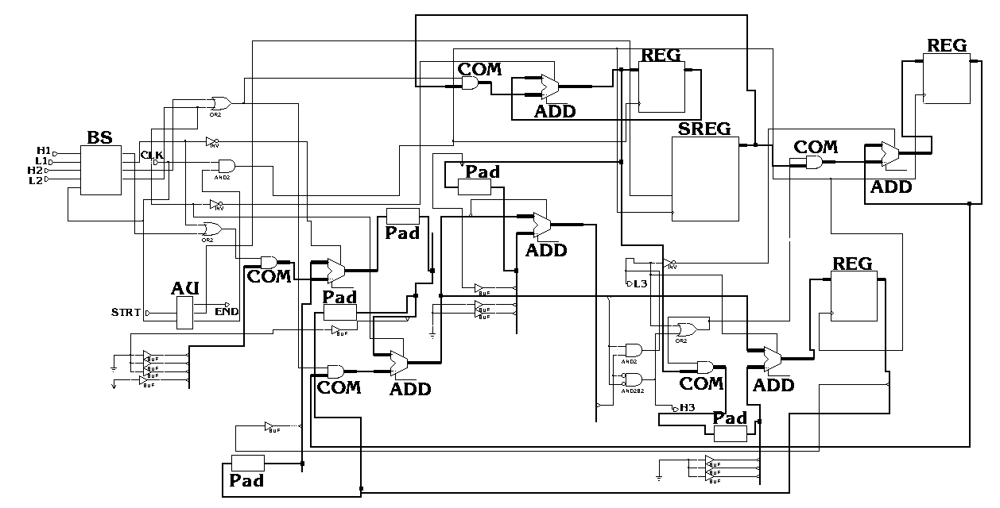 REG
REG
COM
ADD
OR2
SREG
BS
INV
CLK
COM
H1
L1
H2
L2
AND2
Pad
ADD
INV
Pad
OR2
ADD
COM
INV
L3
REG
AU
Pad
BUF
STRT
END
BUF
BUF
BUF
OR2
AND2
BUF
BUF
BUF
BUF
COM
ADD
AND2B2
COM
ADD
H3
Pad
BUF
Pad
BUF
BUF
BUF